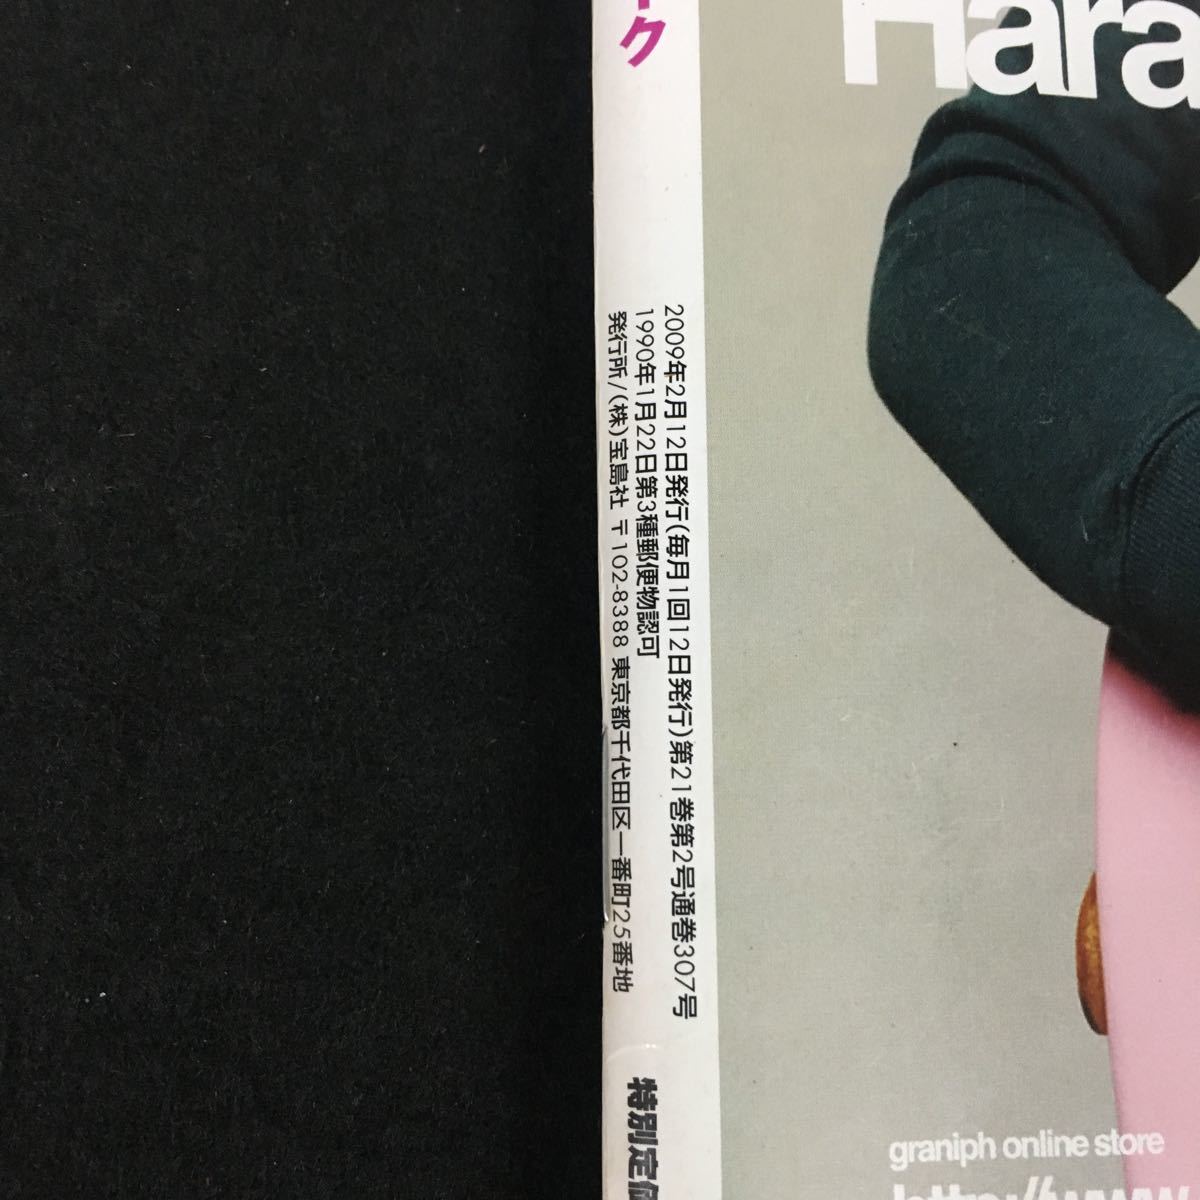 ーク
2009年2月12日発行(毎月1回12日発行)第21巻第2号通巻307号
1990年1月22日第3種郵便物認可
発行所/(株)宝島社 〒102-8388 東京都千代田区一番町25番地
特別定価
Hara
graniph online store
http://www